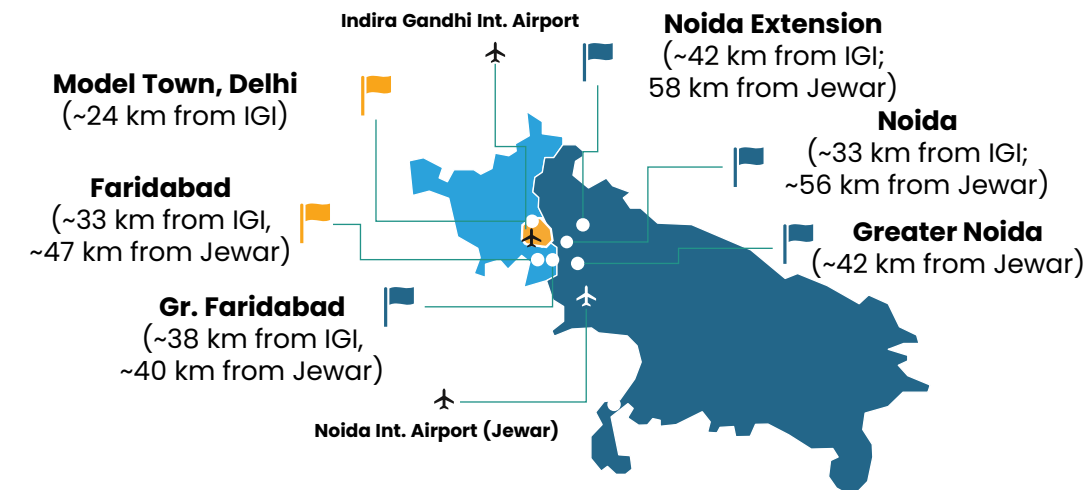 Indira Gandhi Int. Airport
Noida Extension
(~42 km from IGI;
58 km from Jewar)
Model Town, Delhi
(~24 km from IGI)
Noida
(~33 km from IGI;
~56 km from Jewar)
Faridabad
(~33 km from IGI,
~47 km from Jewar)
Greater Noida
(~42 km from Jewar)
Gr. Faridabad
(~38 km from IGI,
~40 km from Jewar)
Noida Int. Airport (Jewar)